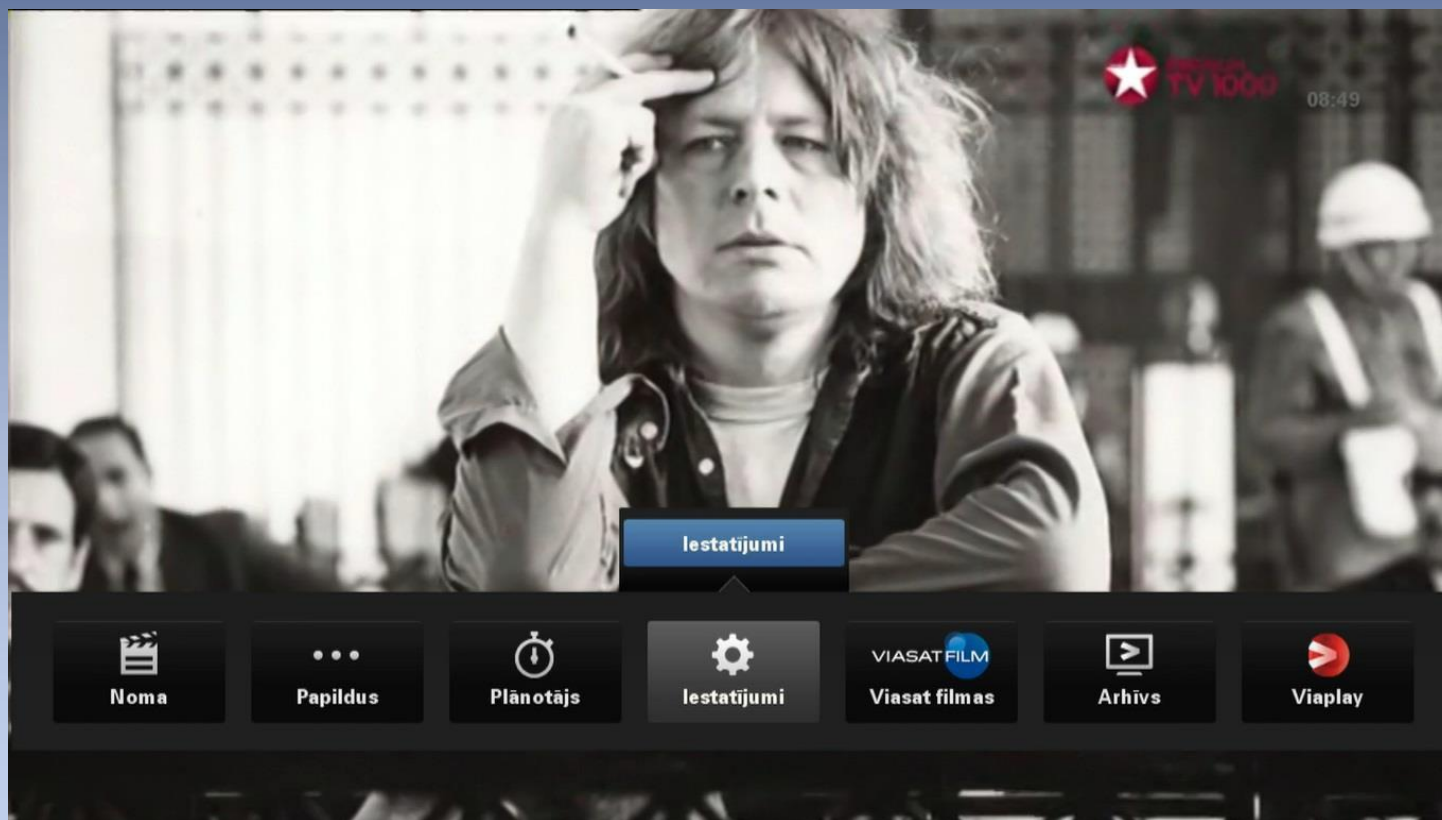 TV1000
08:49
Iestatījumi
VIASAT FILM
Noma
Papildus
Plānotājs
Iestatījumi
Viasat filmas
Arhīvs
Viaplay